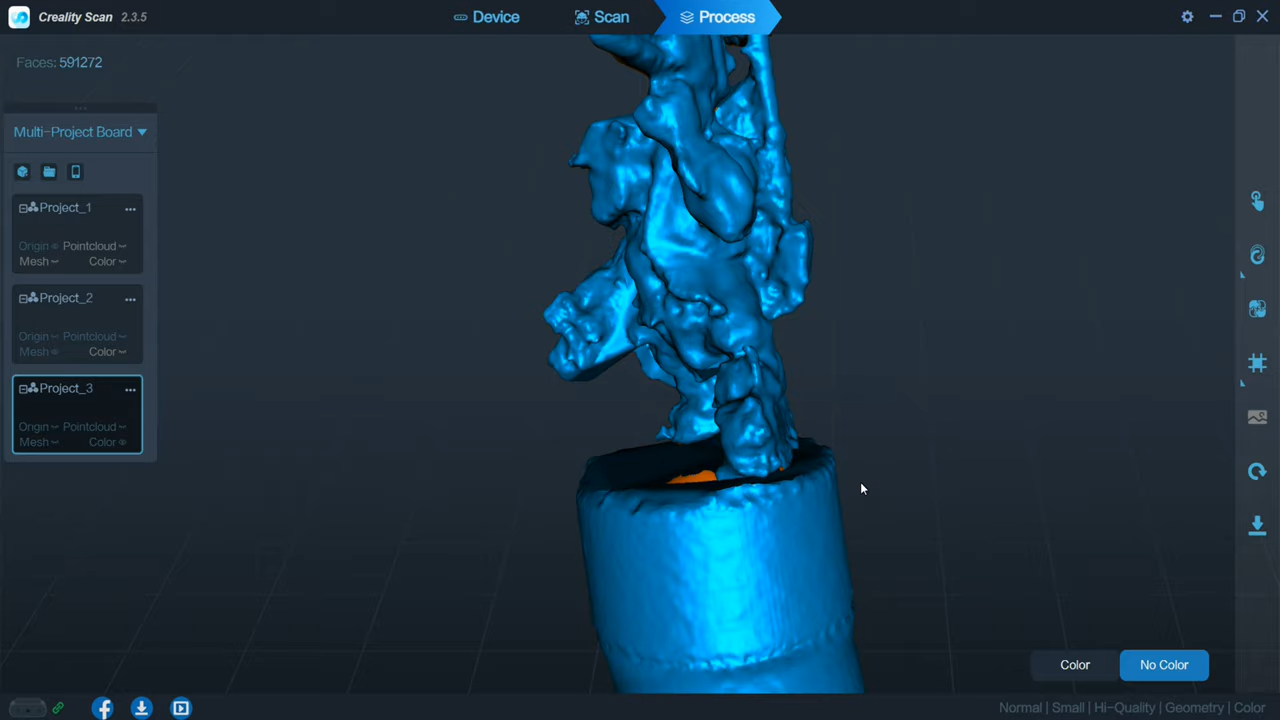 Creality Scan 2.3.5
Device
Scan
Process
Faces: 591272
Multi-Project Board
Project_1
Origin Pointcloud
Mesh Color
Project_2
Origin Pointcloud
Mesh Color
Project_3
Origin Pointcloud
Mesh Color
Color
No Color
Normal | Small | Hi-Quality | Geometry | Color